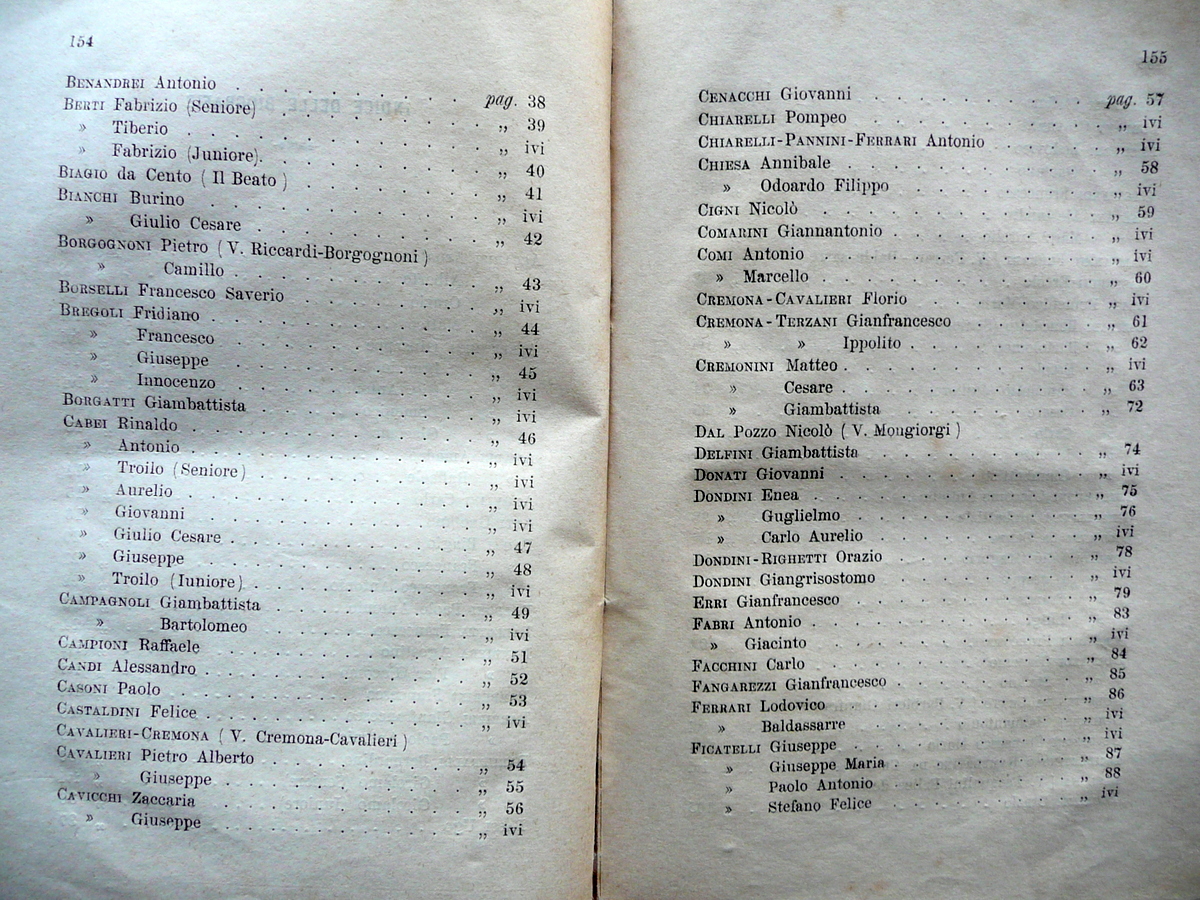 154
BENANDREI Antonio . . . . . . . . . . pag. 38
BERTI Fabrizio (Seniore) . . . . . . . . „ 39
» Tiberio . . . . . . . . . . „ ivi
» Fabrizio (Juniore). . . . . . . . . „ 40
BIAGIO da Cento ( Il Beato ) . . . . . . . „ 41
BIANCHI Burino . . . . . . . . . . „ ivi
» Giulio Cesare . . . . . . . . . „ 42
BORGOGNONI Pietro ( V. Riccardi-Borgognoni )
» Camillo . . . . . . . . . „ 43
BORSELLI Francesco Saverio . . . . . . . „ ivi
BREGOLI Fridiano . . . . . . . . . . „ 44
» Francesco . . . . . . . . . „ ivi
» Giuseppe . . . . . . . . . „ 45
» Innocenzo . . . . . . . . . „ ivi
BORGATTI Giambattista . . . . . . . . „ ivi
CABEI Rinaldo . . . . . . . . . . „ 46
» Antonio . . . . . . . . . . „ ivi
» Troilo (Seniore) . . . . . . . . „ ivi
» Aurelio . . . . . . . . . . „ ivi
» Giovanni . . . . . . . . . . „ ivi
» Giulio Cesare . . . . . . . . . „ 47
» Giuseppe . . . . . . . . . . „ 48
» Troilo (Iuniore) . . . . . . . . . „ ivi
CAMPAGNOLI Giambattista . . . . . . . . „ 49
» Bartolomeo . . . . . . . . „ ivi
CAMPIONI Raffaele . . . . . . . . . „ 51
CANDI Alessandro . . . . . . . . . . „ 52
CASONI Paolo . . . . . . . . . . . „ 53
CASTALDINI Felice . . . . . . . . . . „ ivi
CAVALIERI-CREMONA ( V. Cremona-Cavalieri )
CAVALIERI Pietro Alberto . . . . . . . . „ 54
» Giuseppe . . . . . . . . . . „ 55
CAVICCHI Zaccaria . . . . . . . . . . „ 56
» Giuseppe . . . . . . . . . . „ ivi
155
CENACCHI Giovanni . . . . . . . . . pag. 57
CHIARELLI Pompeo . . . . . . . . . „ ivi
CHIARELLI-PANNINI-FERRARI Antonio . . . . „ ivi
CHIESA Annibale . . . . . . . . . . „ 58
» Odoardo Filippo . . . . . . . . „ ivi
CIGNI Nicolò . . . . . . . . . . . „ 59
COMARINI Giannantonio . . . . . . . . „ ivi
COMI Antonio . . . . . . . . . . . „ ivi
» Marcello . . . . . . . . . . . „ 60
CREMONA-CAVALIERI Florio . . . . . . . „ ivi
CREMONA-TERZANI Gianfrancesco . . . . . „ 61
» » Ippolito . . . . . . . „ 62
CREMONINI Matteo . . . . . . . . . . „ ivi
» Cesare . . . . . . . . . . „ 63
» Giambattista . . . . . . . . „ 72
DAL POZZO Nicolò ( V. Mongiorgi )
DELFINI Giambattista . . . . . . . . . „ 74
DONATI Giovanni . . . . . . . . . . „ ivi
DONDINI Enea . . . . . . . . . . . „ 75
» Guglielmo . . . . . . . . . „ 76
» Carlo Aurelio . . . . . . . . „ ivi
DONDINI-RIGHETTI Orazio . . . . . . . . „ 78
DONDINI Giangrisostomo . . . . . . . . „ ivi
ERRI Gianfrancesco . . . . . . . . . „ 79
FABRI Antonio . . . . . . . . . . . „ 83
» Giacinto . . . . . . . . . . „ ivi
FACCHINI Carlo . . . . . . . . . . „ 84
FANGAREZZI Gianfrancesco . . . . . . . „ 85
FERRARI Lodovico . . . . . . . . . . „ 86
» Baldassarre . . . . . . . . . „ ivi
FICATELLI Giuseppe . . . . . . . . . „ ivi
» Giuseppe Maria . . . . . . . . „ 87
» Paolo Antonio . . . . . . . . „ 88
» Stefano Felice . . . . . . . . „ ivi